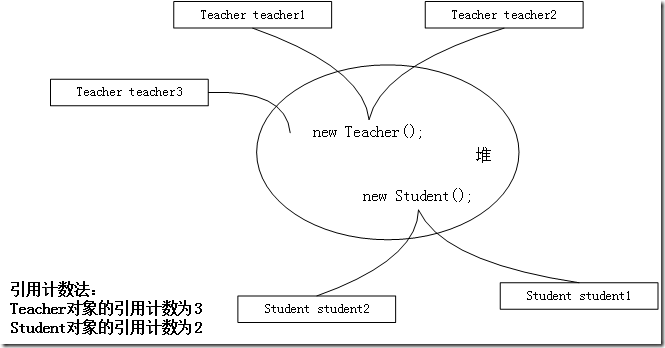 Teacher teacher1
Teacher teacher2
Teacher teacher3
new Teacher();
堆
new Student();
Student student2
Student student1
引用计数法：
Teacher对象的引用计数为3
Student对象的引用计数为2